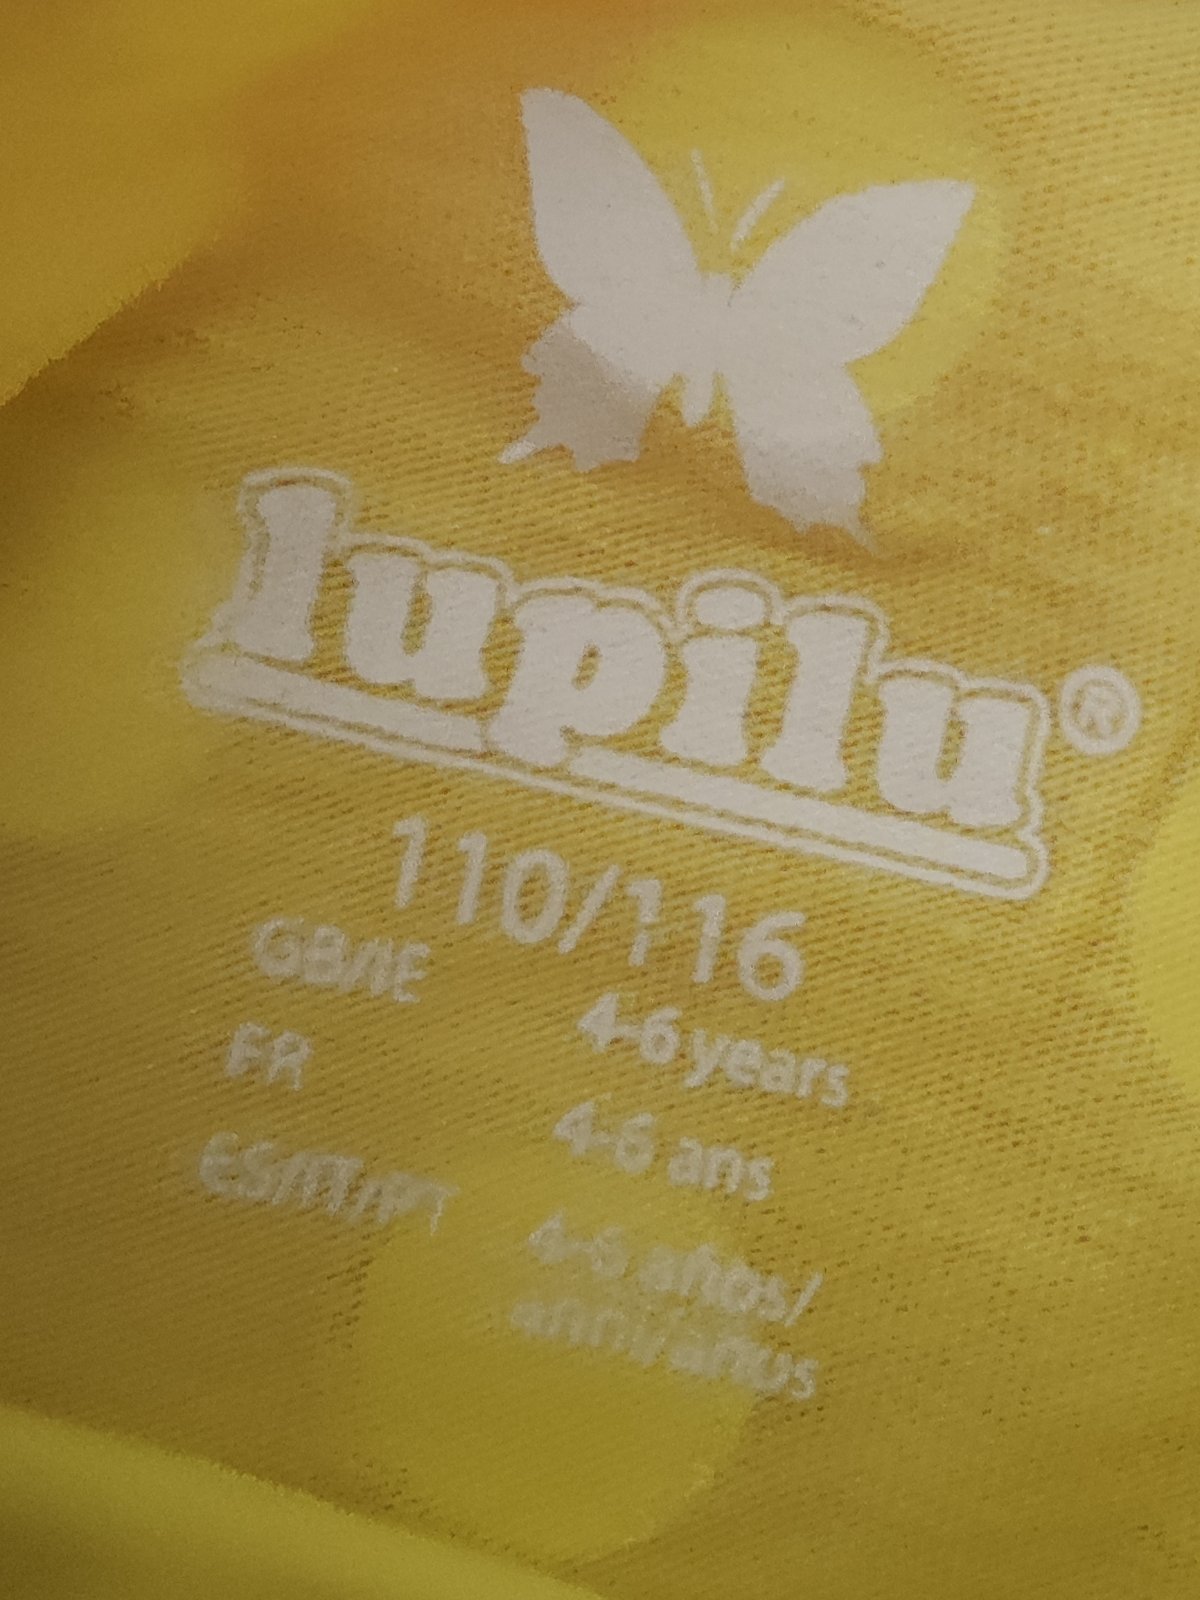 lupilu®
110/116
GB/IE 4-6 years
FR 4-6 ans
ES/IT/PT 4-6 años/
anni/anos